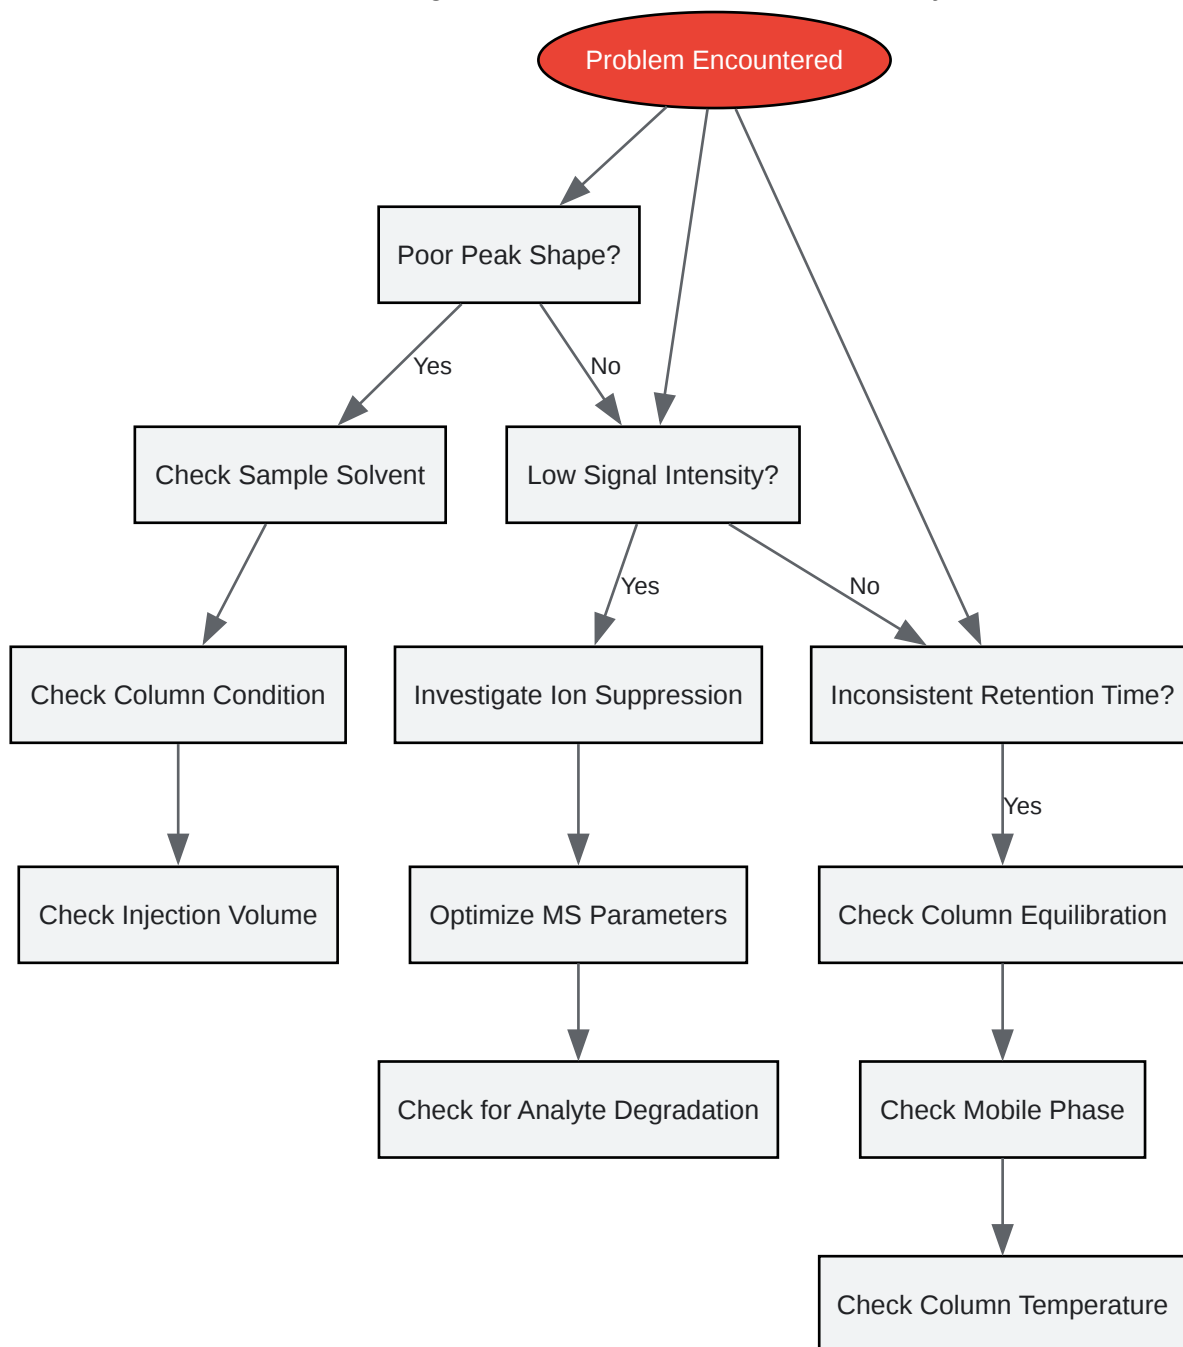 Problem Encountered
Poor Peak Shape?
Yes
No
Check Sample Solvent
Low Signal Intensity?
Yes
No
Check Column Condition
Investigate Ion Suppression
Inconsistent Retention Time?
Yes
Check Injection Volume
Optimize MS Parameters
Check Column Equilibration
Check for Analyte Degradation
Check Mobile Phase
Check Column Temperature